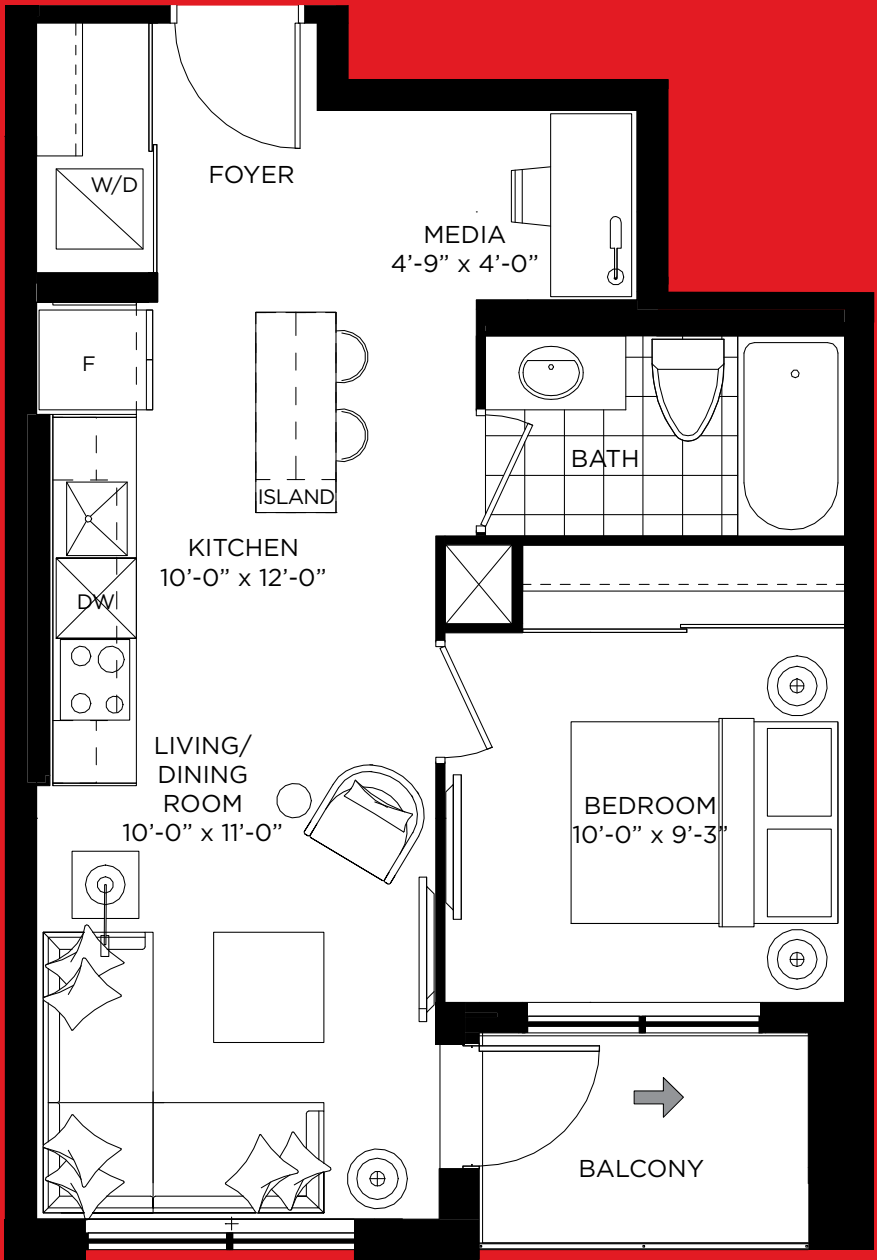 W/D
FOYER
MEDIA
4’-9” x 4’-0”
F
ISLAND
BATH
KITCHEN
10’-0” x 12’-0”
DW
LIVING/
DINING
ROOM
10’-0” x 11’-0”
BEDROOM
10’-0” x 9’-3”
BALCONY